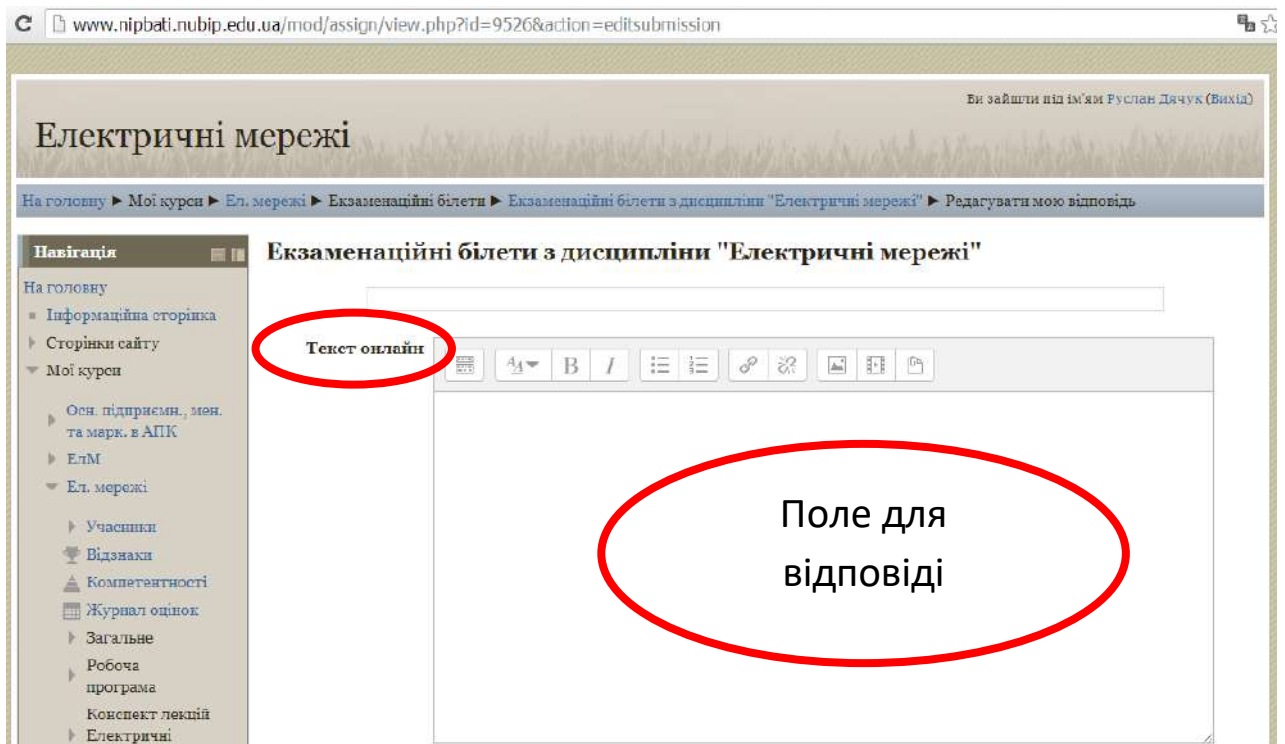 www.nipbati.nubip.edu.ua/mod/assign/view.php?id=9526&action=editsubmission
Ви зайшли під ім'ям Руслан Дячук (Вихід)
Електричні мережі
На головну ► Мої курси ► Ел. мережі ► Екзаменаційні білети ► Екзаменаційні білети з дисципліни "Електричні мережі" ► Редагувати мою відповідь
Навігація
Екзаменаційні білети з дисципліни "Електричні мережі"
На головну
Інформаційна сторінка
Сторінки сайту
Мої курси
Осн. підприємн., мен.
та марк. в АПК
ЕлМ
Ел. мережі
Учасники
Відзнаки
Компетентності
Журнал оцінок
Загальне
Робоча
програма
Конспект лекцій
Електричні
Текст онлайн
B I
Поле для
відповіді